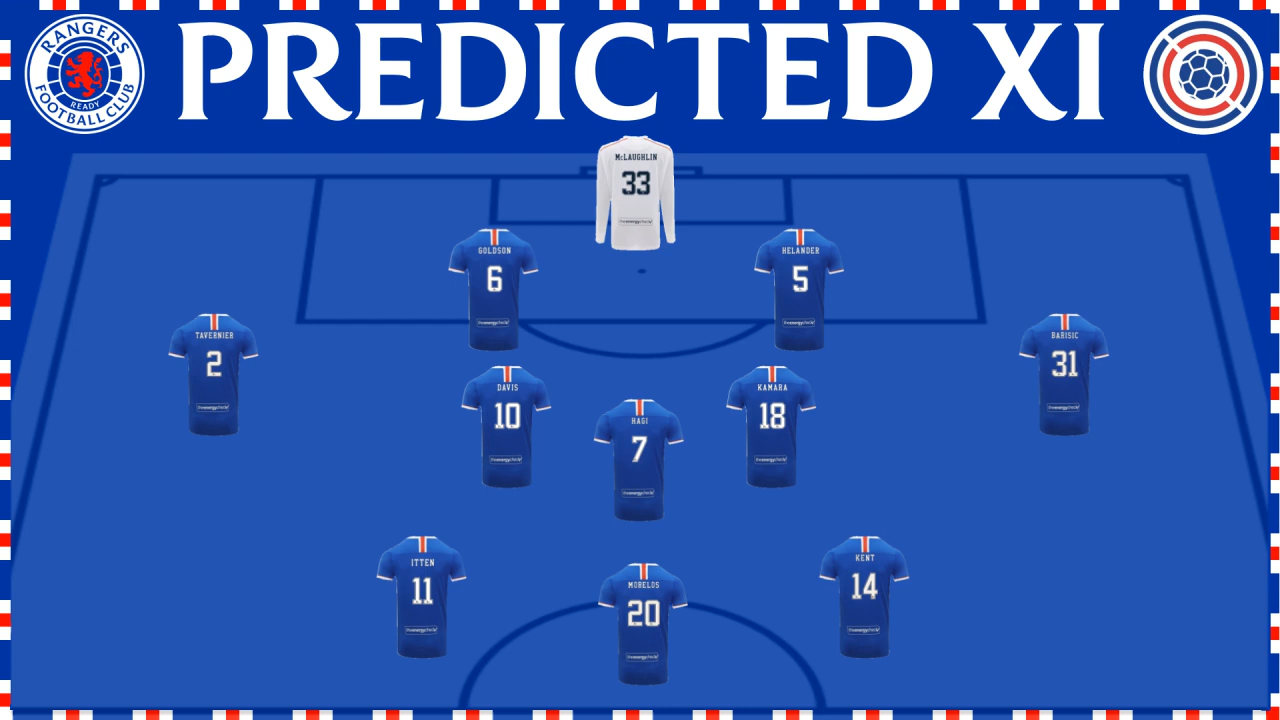 RANGERS
READY
FOOTBALL CLUB
PREDICTED XI
McLAUGHLIN
33
GOLDSON
6
HELANDER
5
TAVERNIER
2
BARISIC
31
DAVIS
10
KAMARA
18
HAGI
7
ITTEN
11
KENT
14
MORELOS
20